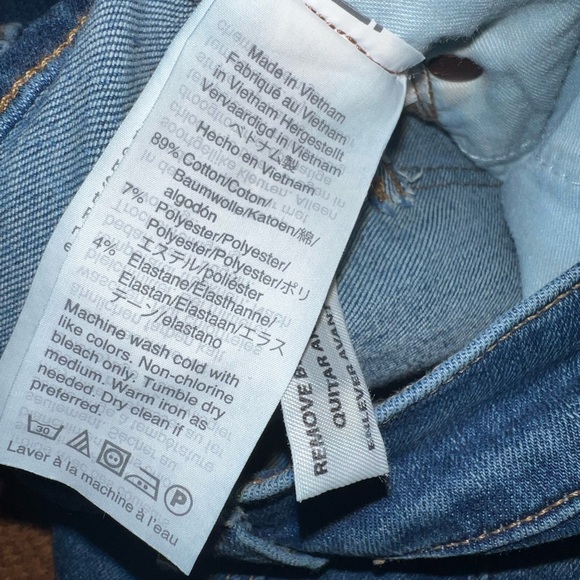 Made in Vietnam
Fabriqué au Vietnam
in Vietnam Hergestellt
Vervaardigd in Vietnam
ベトナム製
Hecho en Vietnam
89% Cotton/Coton/
Baumwolle/Katoen/綿/
algodón
7% Polyester/Polyester/
Polyester/Polyester/ポリ
エステル/poliéster
4% Elastane/Elasthanne/
Elastan/Elastaan/エラス
テーン/elastano
Machine wash cold with
like colors. Non-chlorine
bleach only. Tumble dry
medium. Warm iron as
needed. Dry clean if
preferred.
30
P
Laver à la machine à l'eau
REMOVE
QUITAR
AVANT